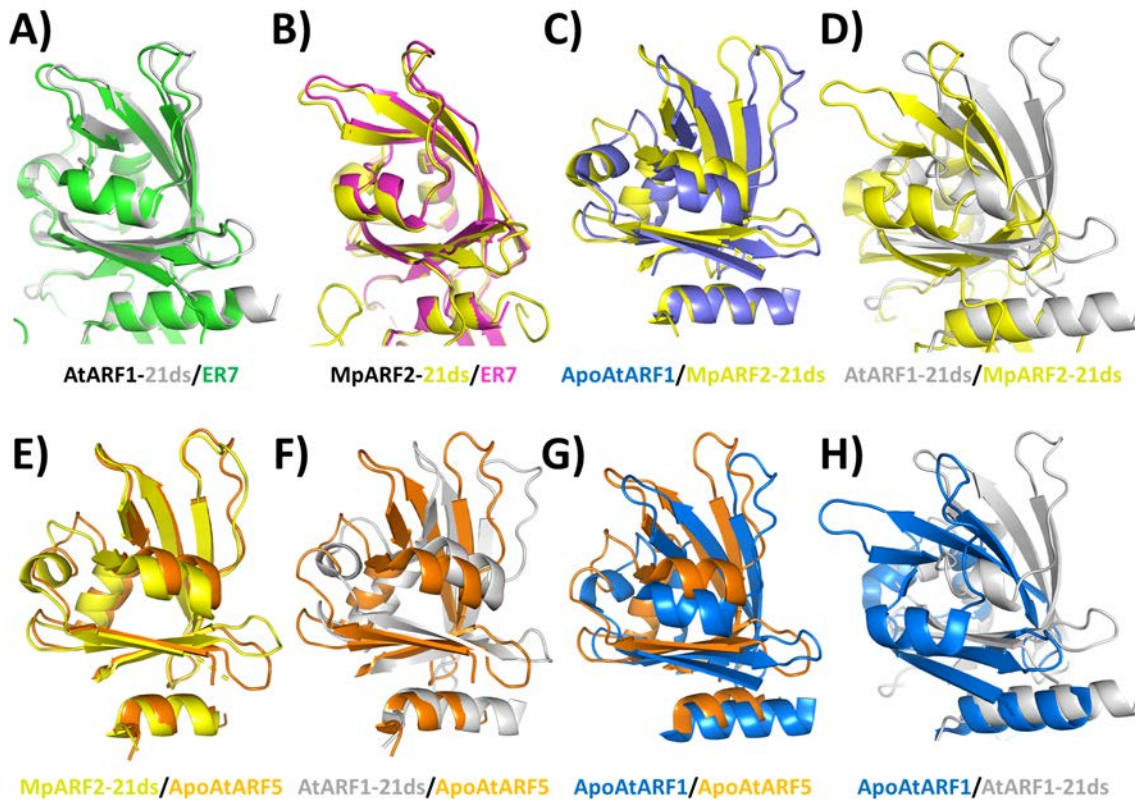 A) B) C) D)
AtARF1-21ds/ER7 MpARF2-21ds/ER7 ApoAtARF1/MpARF2-21ds AtARF1-21ds/MpARF2-21ds
E) F) G) H)
MpARF2-21ds/ApoAtARF5 AtARF1-21ds/ApoAtARF5 ApoAtARF1/ApoAtARF5 ApoAtARF1/AtARF1-21ds